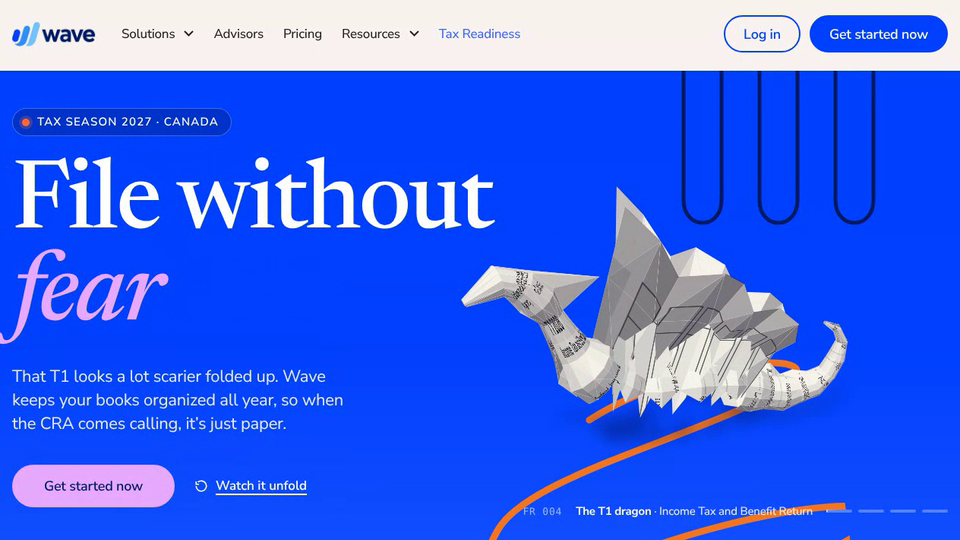 wave
Solutions Advisors Pricing Resources Tax Readiness
Log in
Get started now
TAX SEASON 2027 · CANADA
File without
fear
That T1 looks a lot scarier folded up. Wave
keeps your books organized all year, so when
the CRA comes calling, it’s just paper.
Get started now
Watch it unfold
FR 004 The T1 dragon · Income Tax and Benefit Return